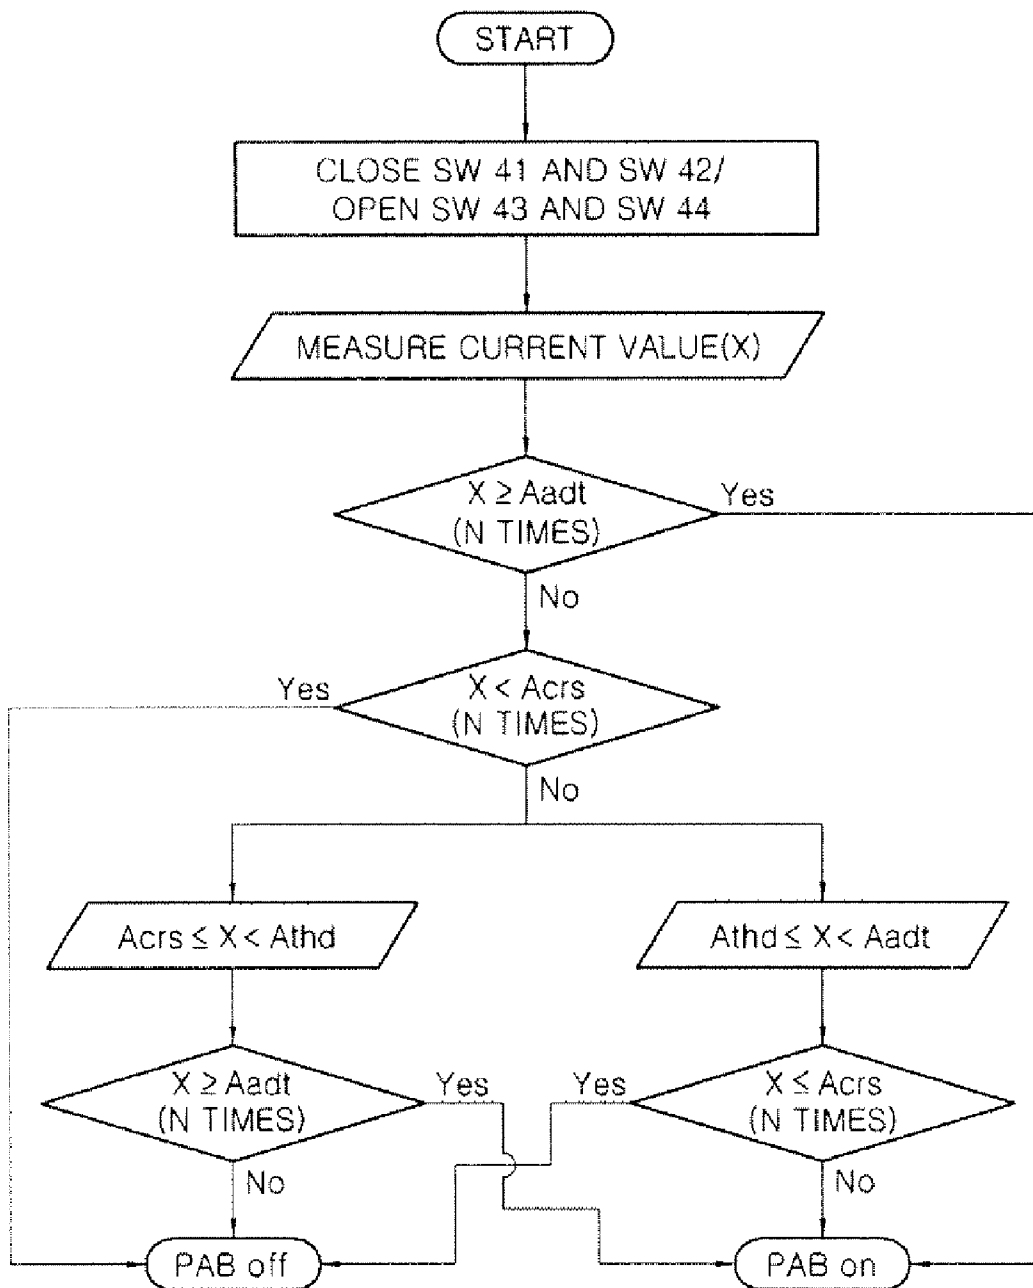 START
CLOSE SW 41 AND SW 42/
OPEN SW 43 AND SW 44
MEASURE CURRENT VALUE(X)
X ≥ Aadt
(N TIMES)
Yes
No
X < Acrs
(N TIMES)
Yes
No
Acrs ≤ X < Athd
Athd ≤ X < Aadt
X ≥ Aadt
(N TIMES)
Yes
No
Yes
X ≤ Acrs
(N TIMES)
No
PAB off
PAB on